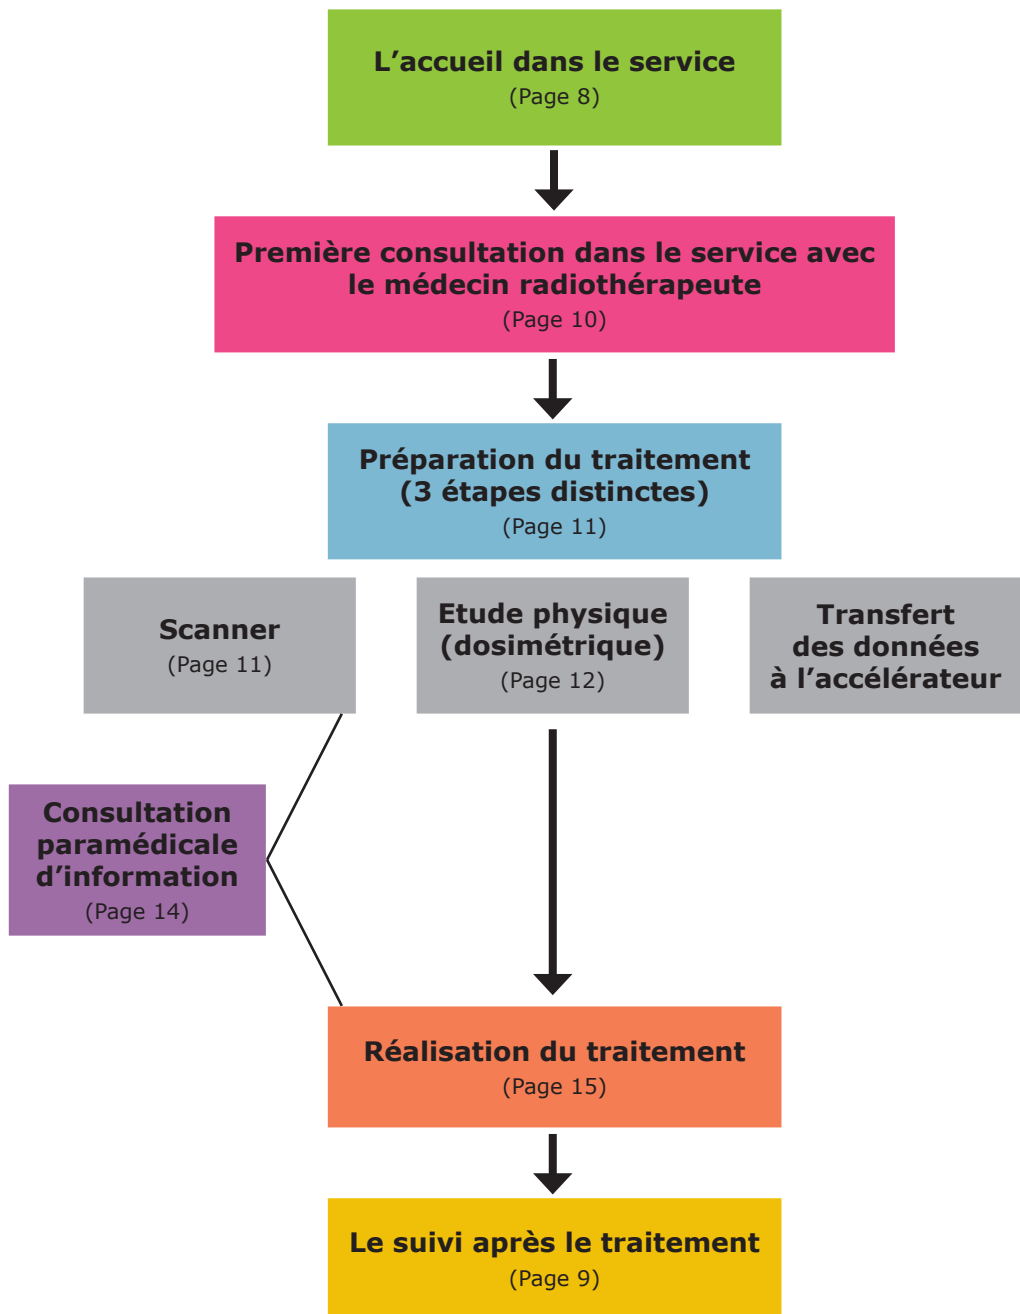 L’accueil dans le service
(Page 8)
Première consultation dans le service avec
le médecin radiothérapeute
(Page 10)
Préparation du traitement
(3 étapes distinctes)
(Page 11)
Scanner
(Page 11)
Etude physique
(dosimétrique)
(Page 12)
Transfert
des données
à l’accélérateur
Consultation
paramédicale
d’information
(Page 14)
Réalisation du traitement
(Page 15)
Le suivi après le traitement
(Page 9)